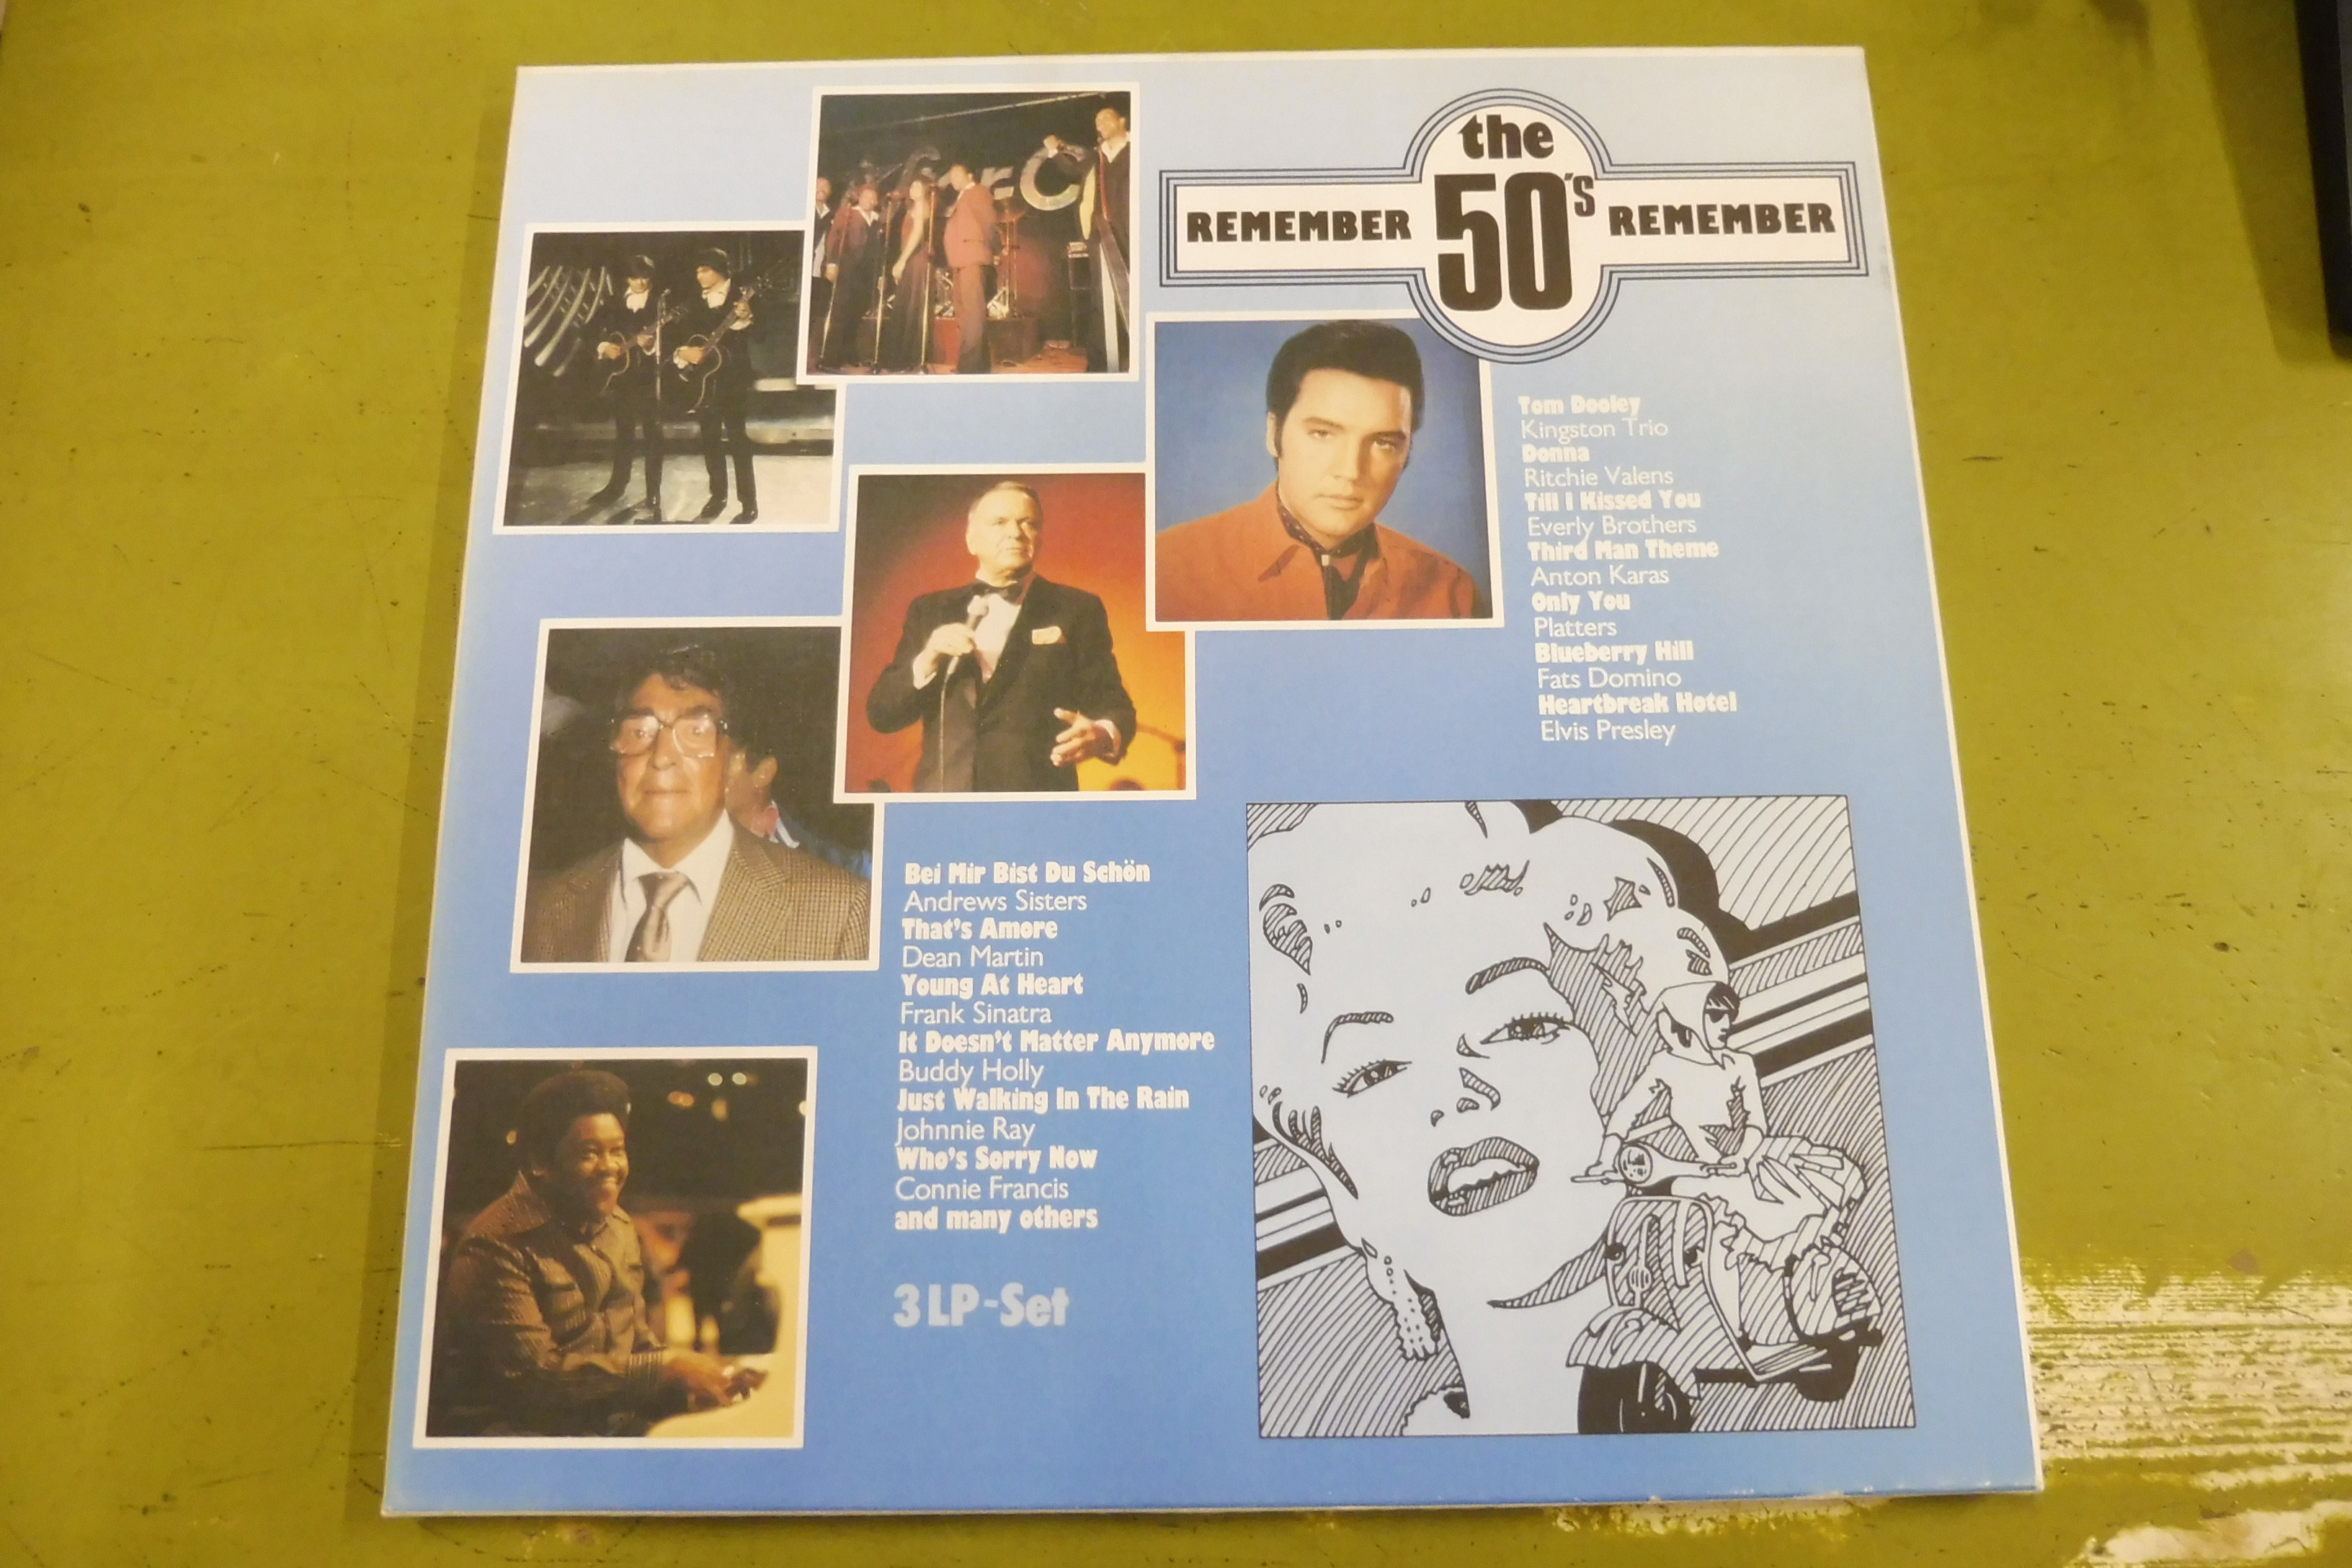 the
REMEMBER 50's REMEMBER
Tom Dooley
Kingston Trio
Donna
Ritchie Valens
Till I Kissed You
Everly Brothers
Third Man Theme
Anton Karas
Only You
Platters
Blueberry Hill
Fats Domino
Heartbreak Hotel
Elvis Presley
Bei Mir Bist Du Schön
Andrews Sisters
That's Amore
Dean Martin
Young At Heart
Frank Sinatra
It Doesn't Matter Anymore
Buddy Holly
Just Walking In The Rain
Johnnie Ray
Who's Sorry Now
Connie Francis
and many others
3 LP-Set